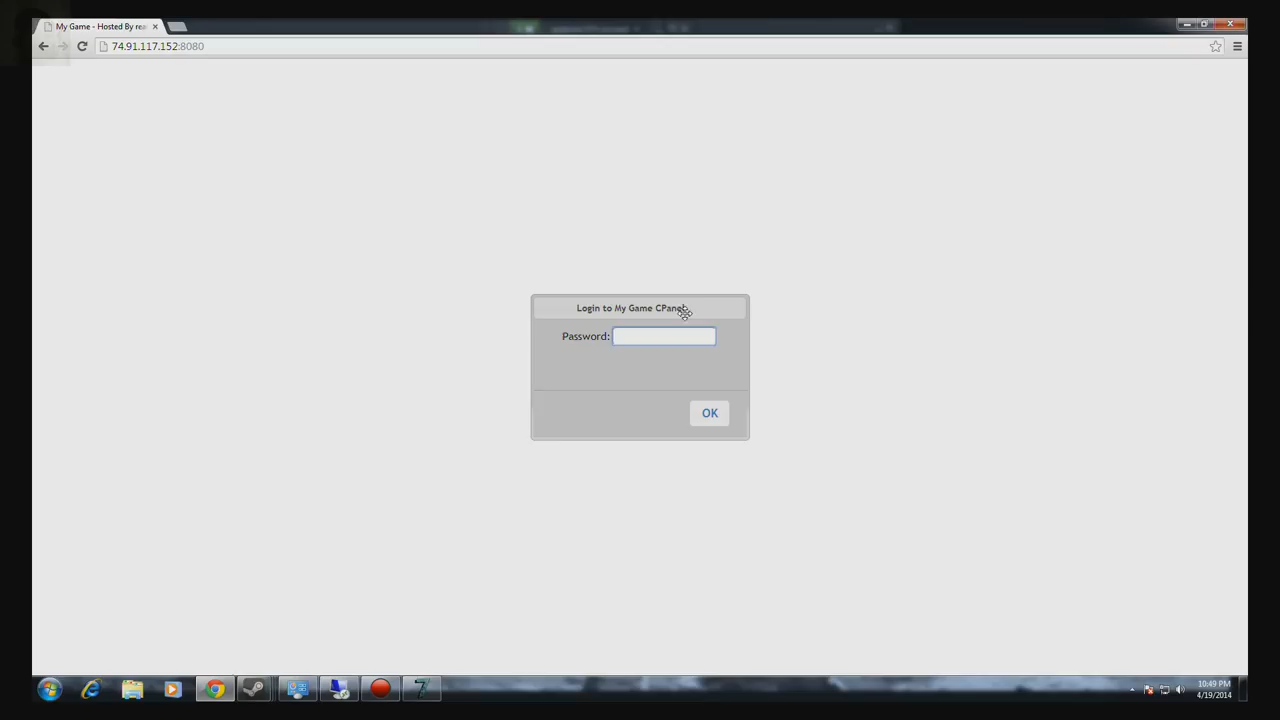 My Game - Hosted By rea
74.91.117.152:8080
Login to My Game CPanel
Password:
OK
10:49 PM
4/19/2014